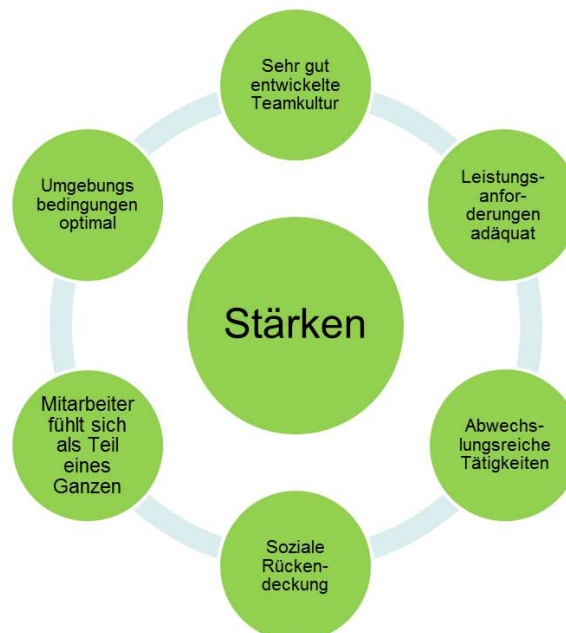 Sehr gut
entwickelte
Teamkultur
Leistungs-
anfor-
derungen
adäquat
Abwechs-
lungsreiche
Tätigkeiten
Soziale
Rücken-
deckung
Mitarbeiter
fühlt sich
als Teil
eines
Ganzen
Umgebungs
bedingungen
optimal
Stärken